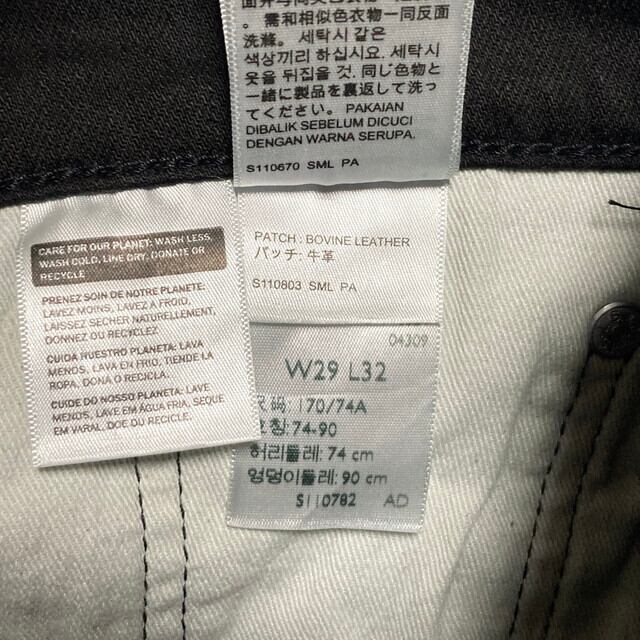 。需和相似色衣物一同反面
洗滌。세탁시 같은
색상끼리 하십시요. 세탁시
옷을 뒤집을 것. 同じ色物と
一緒に製品を裏返して洗っ
てください。PAKAIAN
DIBALIK SEBELUM DICUCI
DENGAN WARNA SERUPA.
S110670 SML PA
PATCH : BOVINE LEATHER
パッチ: 牛革
S110803 SML PA
CARE FOR OUR PLANET: WASH LESS,
WASH COLD, LINE DRY, DONATE OR
RECYCLE
PRENEZ SOIN DE NOTRE PLANETE:
LAVEZ MOINS, LAVEZ A FROID,
LAISSEZ SECHER NATURELLEMENT,
DONNEZ OU RECYCLEZ
CUIDA NUESTRO PLANETA: LAVA
MENOS, LAVA EN FRIO, TIENDE LA
ROPA, DONA O RECICLA.
CUIDE DO NOSSO PLANETA: LAVE
MENOS, LAVE EM ÁGUA FRIA, SEQUE
EM VARAL, DOE OU RECICLE.
04309
W29 L32
170/74A
호칭:74-90
허리둘레: 74 cm
엉덩이둘레: 90 cm
S110782 AD